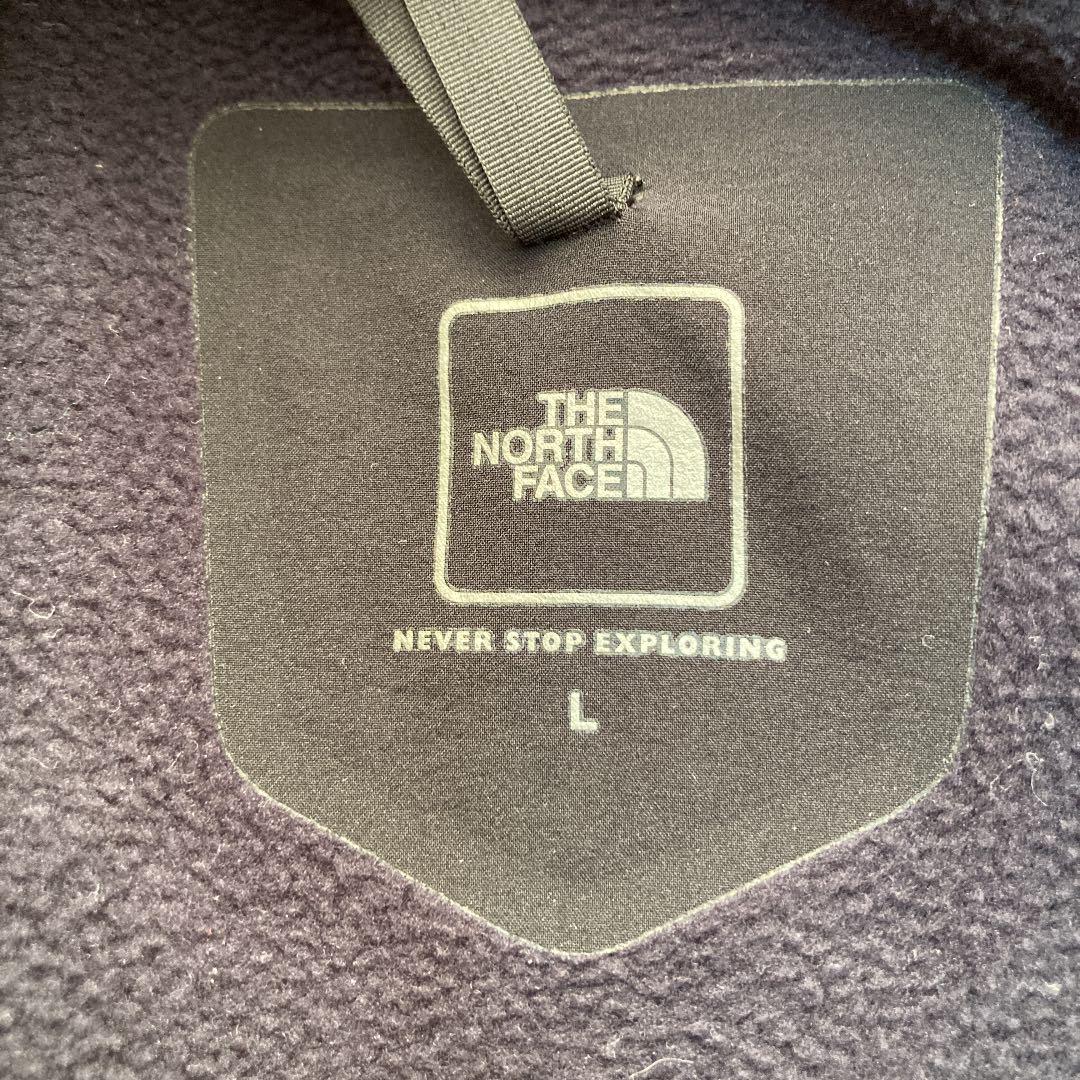 THE
NORTH
FACE
NEVER STOP EXPLORING
L